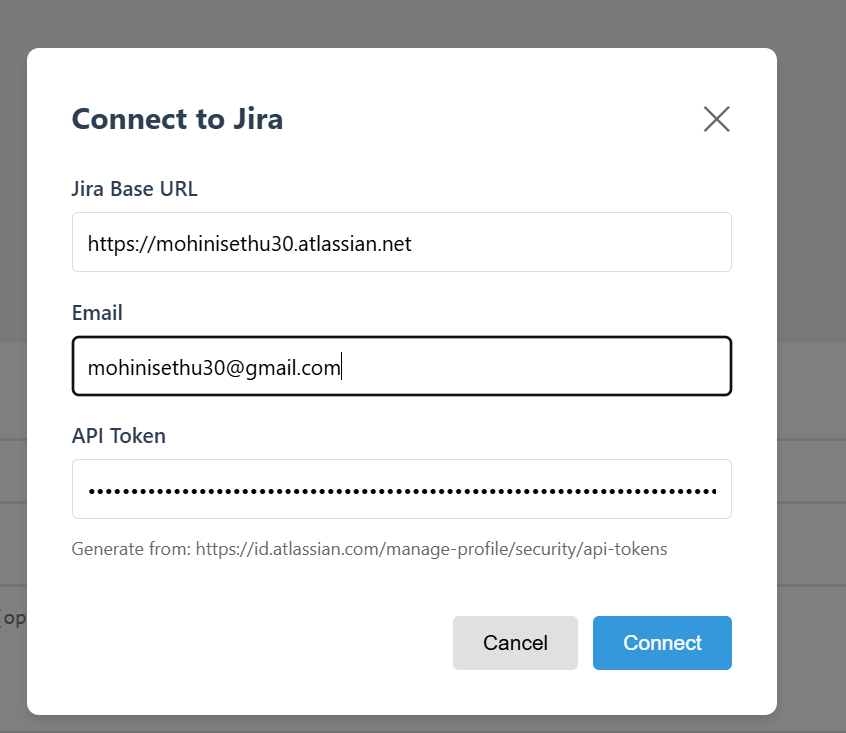 Connect to Jira
Jira Base URL
https://mohinisethu30.atlassian.net
Email
mohinisethu30@gmail.com
API Token
••••••••••••••••••••••••••••••••••••••••••••••••••••••••••••••••••••••••
Generate from: https://id.atlassian.com/manage-profile/security/api-tokens
op
Cancel Connect